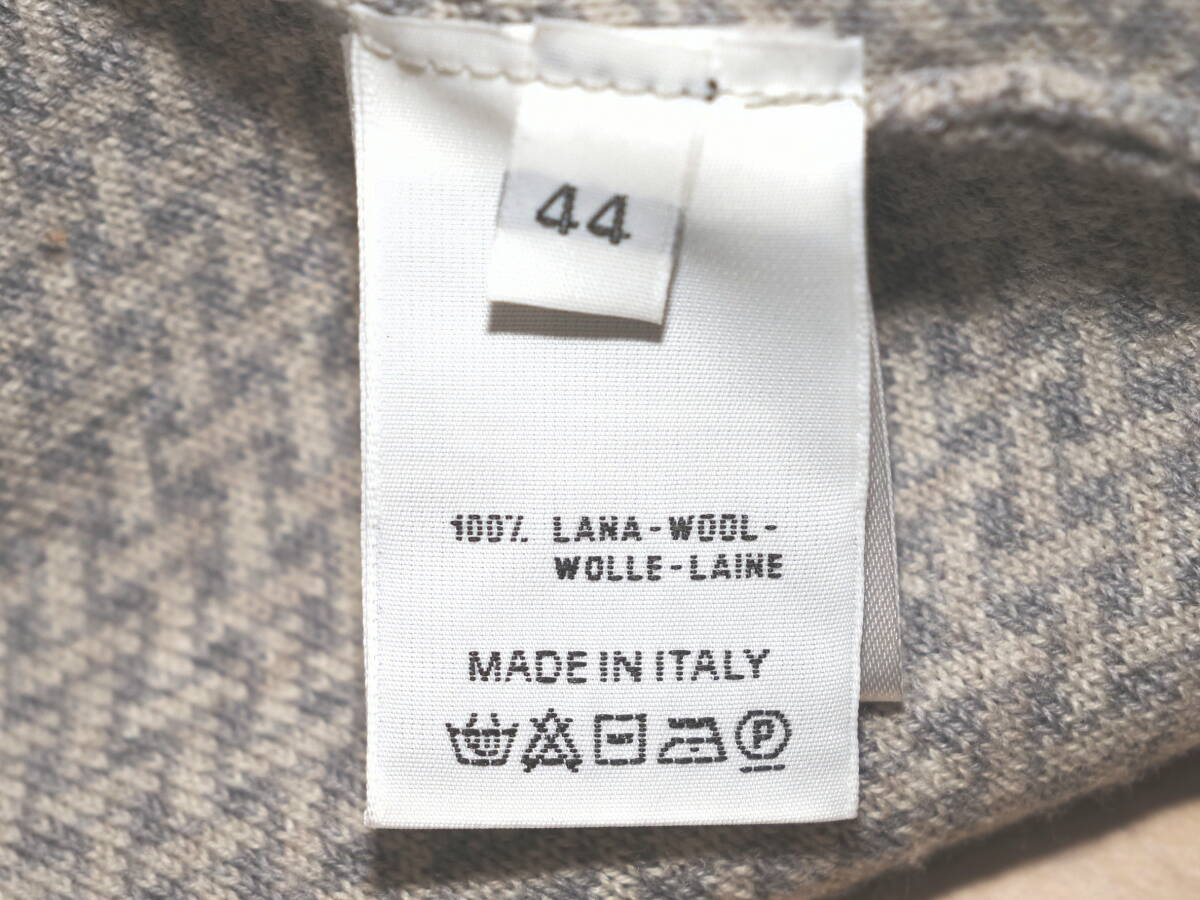 44
100% LANA-WOOL-
WOLLE-LAINE
MADE IN ITALY
P